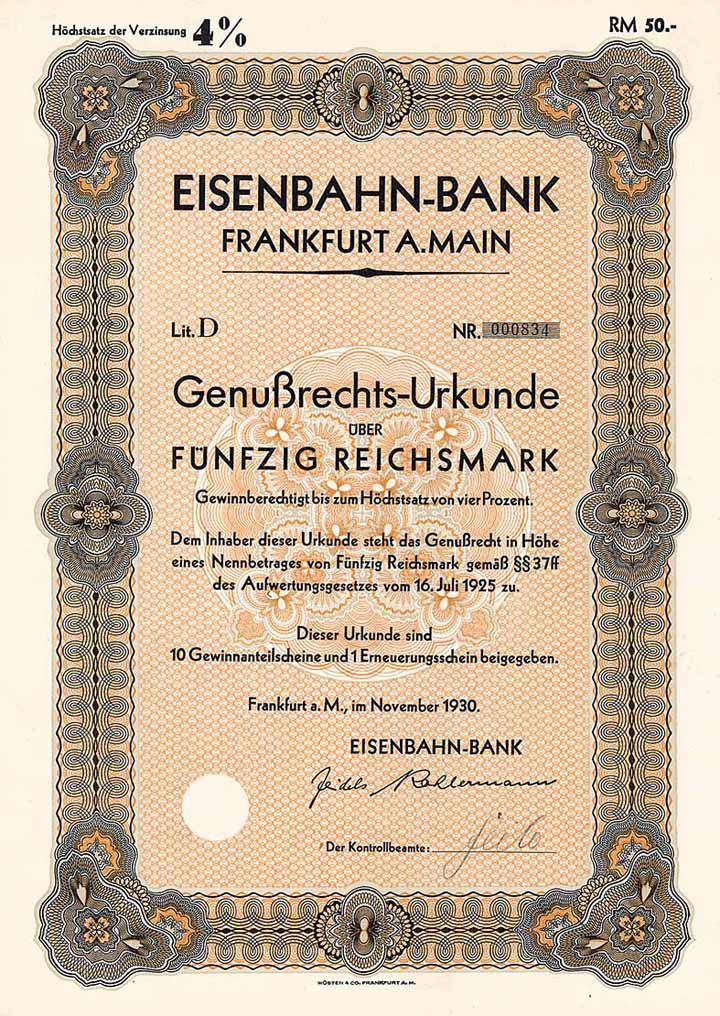 Höchstsatz der Verzinsung 4% RM 50.-
EISENBAHN-BANK
FRANKFURT A. MAIN
Lit. D NR. 000834
Genußrechts-Urkunde
ÜBER
FÜNFZIG REICHSMARK
Gewinnberechtigt bis zum Höchstsatz von vier Prozent.
Dem Inhaber dieser Urkunde steht das Genußrecht in Höhe
eines Nennbetrages von Fünfzig Reichsmark gemäß §§ 37ff
des Aufwertungsgesetzes vom 16. Juli 1925 zu.
Dieser Urkunde sind
10 Gewinnanteilscheine und 1 Erneuerungsschein beigegeben.
Frankfurt a. M., im November 1930.
EISENBAHN-BANK
Der Kontrollbeamte:
HÜSTEN & CO. FRANKFURT A. M.